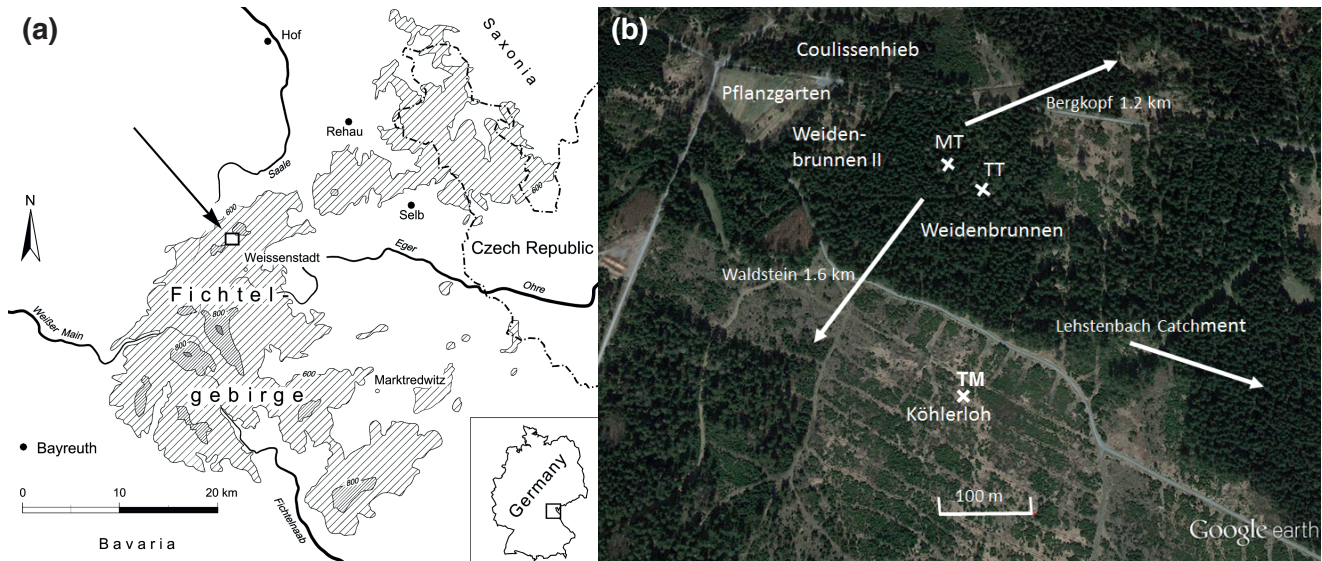 (a)
Hof
Saxonia
Rehau
Saale
600
600
N
Selb
Weissenstadt
Eger
Czech Republic
Ohre
Fichtel-
Weißer Main
800
800
600
gebirge
Marktredwitz
Bayreuth
800
0 10 20 km
Fichtelnaab
Germany
Bavaria
(b)
Coulissenhieb
Pflanzgarten
Bergkopf 1.2 km
Weiden-
brunnen II
MT
TT
Weidenbrunnen
Waldstein 1.6 km
Lehstenbach Catchment
TM
Köhlerloh
100 m
Google earth